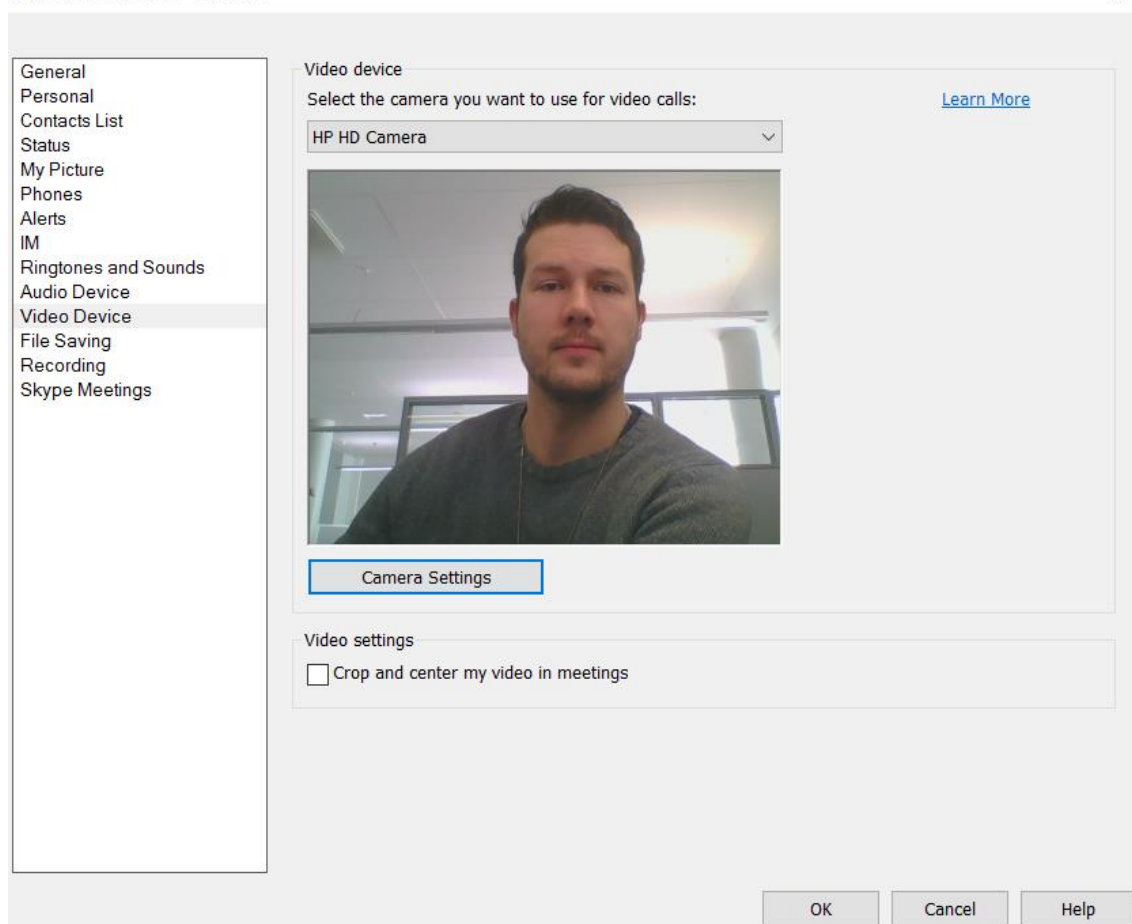 General
Personal
Contacts List
Status
My Picture
Phones
Alerts
IM
Ringtones and Sounds
Audio Device
Video Device
File Saving
Recording
Skype Meetings
Video device
Select the camera you want to use for video calls:
Learn More
HP HD Camera
Camera Settings
Video settings
Crop and center my video in meetings
OK
Cancel
Help